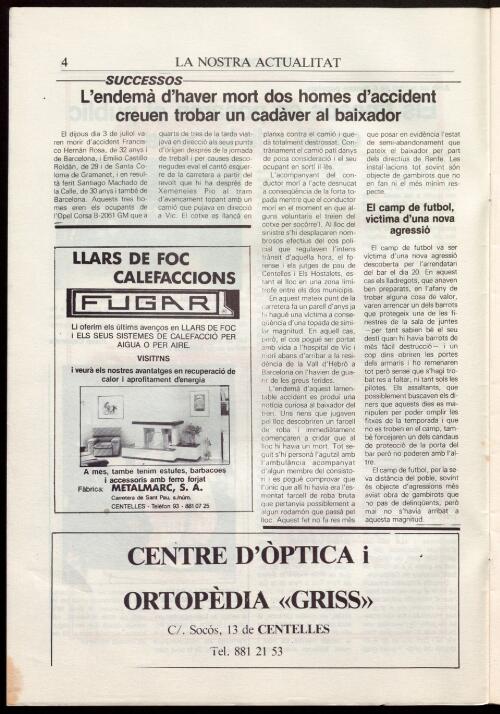 4
LA NOSTRA ACTUALITAT
SUCCESSOS
L'endemà d'haver mort dos homes d'accident
creuen trobar un cadàver al baixador
El dijous dia 3 de juliol va-
ren morir d'accident Francis-
co Hernán Rosa, de 32 anys i
de Barcelona, i Emilio Castillo
Roldán, de 29 i de Santa Co-
loma de Gramanet, i en resul-
tà ferit Santiago Machado de
la Calle, de 30 anys i també de
Barcelona. Aquests tres ho-
mes eren els ocupants de
l'Opel Corsa B-2061 GM que a
quarts de tres de la tarda viat-
java en direcció als seus punts
d'origen després de la jornada
de treball i per causes desco-
negudes es
qüer-
re de la carretera a partir del
revolt que hi ha després de
Can Xemeneies Pio al tram
d'avançament topant amb un
camió que pujava en direcció
a Vic. El cotxe es llançà en
planxa contra el camió i que-
dà totalment destrossat. Con-
tràriament el camió patí danys
de poca consideració i el seu
ocupant en sortí il·lès.
L'acompanyant del con-
ductor morí a l'acte desnucat
a conseqüència de la forta to-
pada mentre que el conductor
morí en el moment en que al-
guns voluntaris el treien del
cotxe per socórre'l. Al lloc del
sinistre s'hi desplaçaren nom-
brosos efectius del cos poli-
cial que regulaven l'intens
trànsit d'aquella hora, el fo-
rense i els jutges de pau de
Centelles i Els Hostalets, es-
tant el lloc en una zona limí-
trofe entre els dos municipis.
En aquest mateix punt de la
carretera fa un parell d'anys ja
hi hagué una víctima a conse-
qüència d'una topada de simi-
lar magnitud. En aquell cas,
però, el cos pogué ser portat
amb vida a l'hospital de Vic i
morí abans d'arribar a la resi-
dència de la Vall d'Hebró a
Barcelona on l'havien de guar-
ir de les greus ferides.
L'endemà d'aquest lamen-
table accident es produí una
notícia curiosa al baixador del
tren. Uns nens que jugaven
pel lloc descobriren un farcell
de roba i immediatament
començaren a cridar que al
lloc hi havia un mort. Tot se-
guit s'hi personà l'agutzil amb
l'ambulància acompanyat
d'algun membre del consisto-
ri i es pogué comprovar que
l'únic que allí hi havia era l'es-
mentat farcell de roba bruta
que pertanyia possiblement a
algun rodamón que passà pel
lloc. Aquest fet no fa res més
que posar en evidència l'estat
de semi-abandonament que
pateix el baixador per part
dels directius de Renfe. Les
instal·lacions tot sovint són
objecte de gambirots que no
en fan ni el més mínim res-
pecte.
El camp de futbol,
victima d'una nova
agressió
El camp de futbol va ser
víctima d'una nova agressió
descoberta per l'arrendatari
del bar el dia 20. En aquest
cas els lladregots, que anaven
ben preparats, en l'afany de
trobar alguna cosa de valor,
varen arrencar un dels barrots
que protegeix una de les fi-
nestres de la sala de juntes
—per tant sabien bé el seu
destí quan hi havia barrots de
més fàcil destrucció— i un
cop dins obriren les portes
dels armaris i ho remenaren
tot però sense que s'hagi tro-
bat res a faltar, ni tant sols les
pilotes. Els assaltants, que
possiblement buscaven els di-
ners que aquests dies es ma-
nipulen per poder omplir les
fitxes de la temporada i que
no es troben en el camp, tam-
bé forcejaren un dels candaus
de protecció de la porta del
bar però no poderen amb l'al-
tre.
El camp de futbol, per la se-
va distància del poble, sovint
és objecte d'agressions més
aviat obra de gambirots que
no pas de delinqüents, però
mai no s'havia arribat a
aquesta magnitud.
LLARS DE FOC
CALEFACCIONS
FUGAR
Li oferim els últims avenços en LLARS DE FOC
i ELS SEUS SISTEMES DE CALEFACCIÓ PER
AIGUA O PER AIRE.
VISITI'NS
i veurà els nostres avantatges en recuperació de
calor i aprofitament d'energia
A més, també tenim estufes, barbacoes
i accessoris amb ferro forjat
Fàbrica: METALMARC, S. A.
Carretera de Sant Pau, s/núm.
CENTELLES - Telèfon 93 - 881 07 25
CENTRE D'ÒPTICA i
ORTOPÈDIA «GRISS»
C/. Socós, 13 de CENTELLES
Tel. 881 21 53